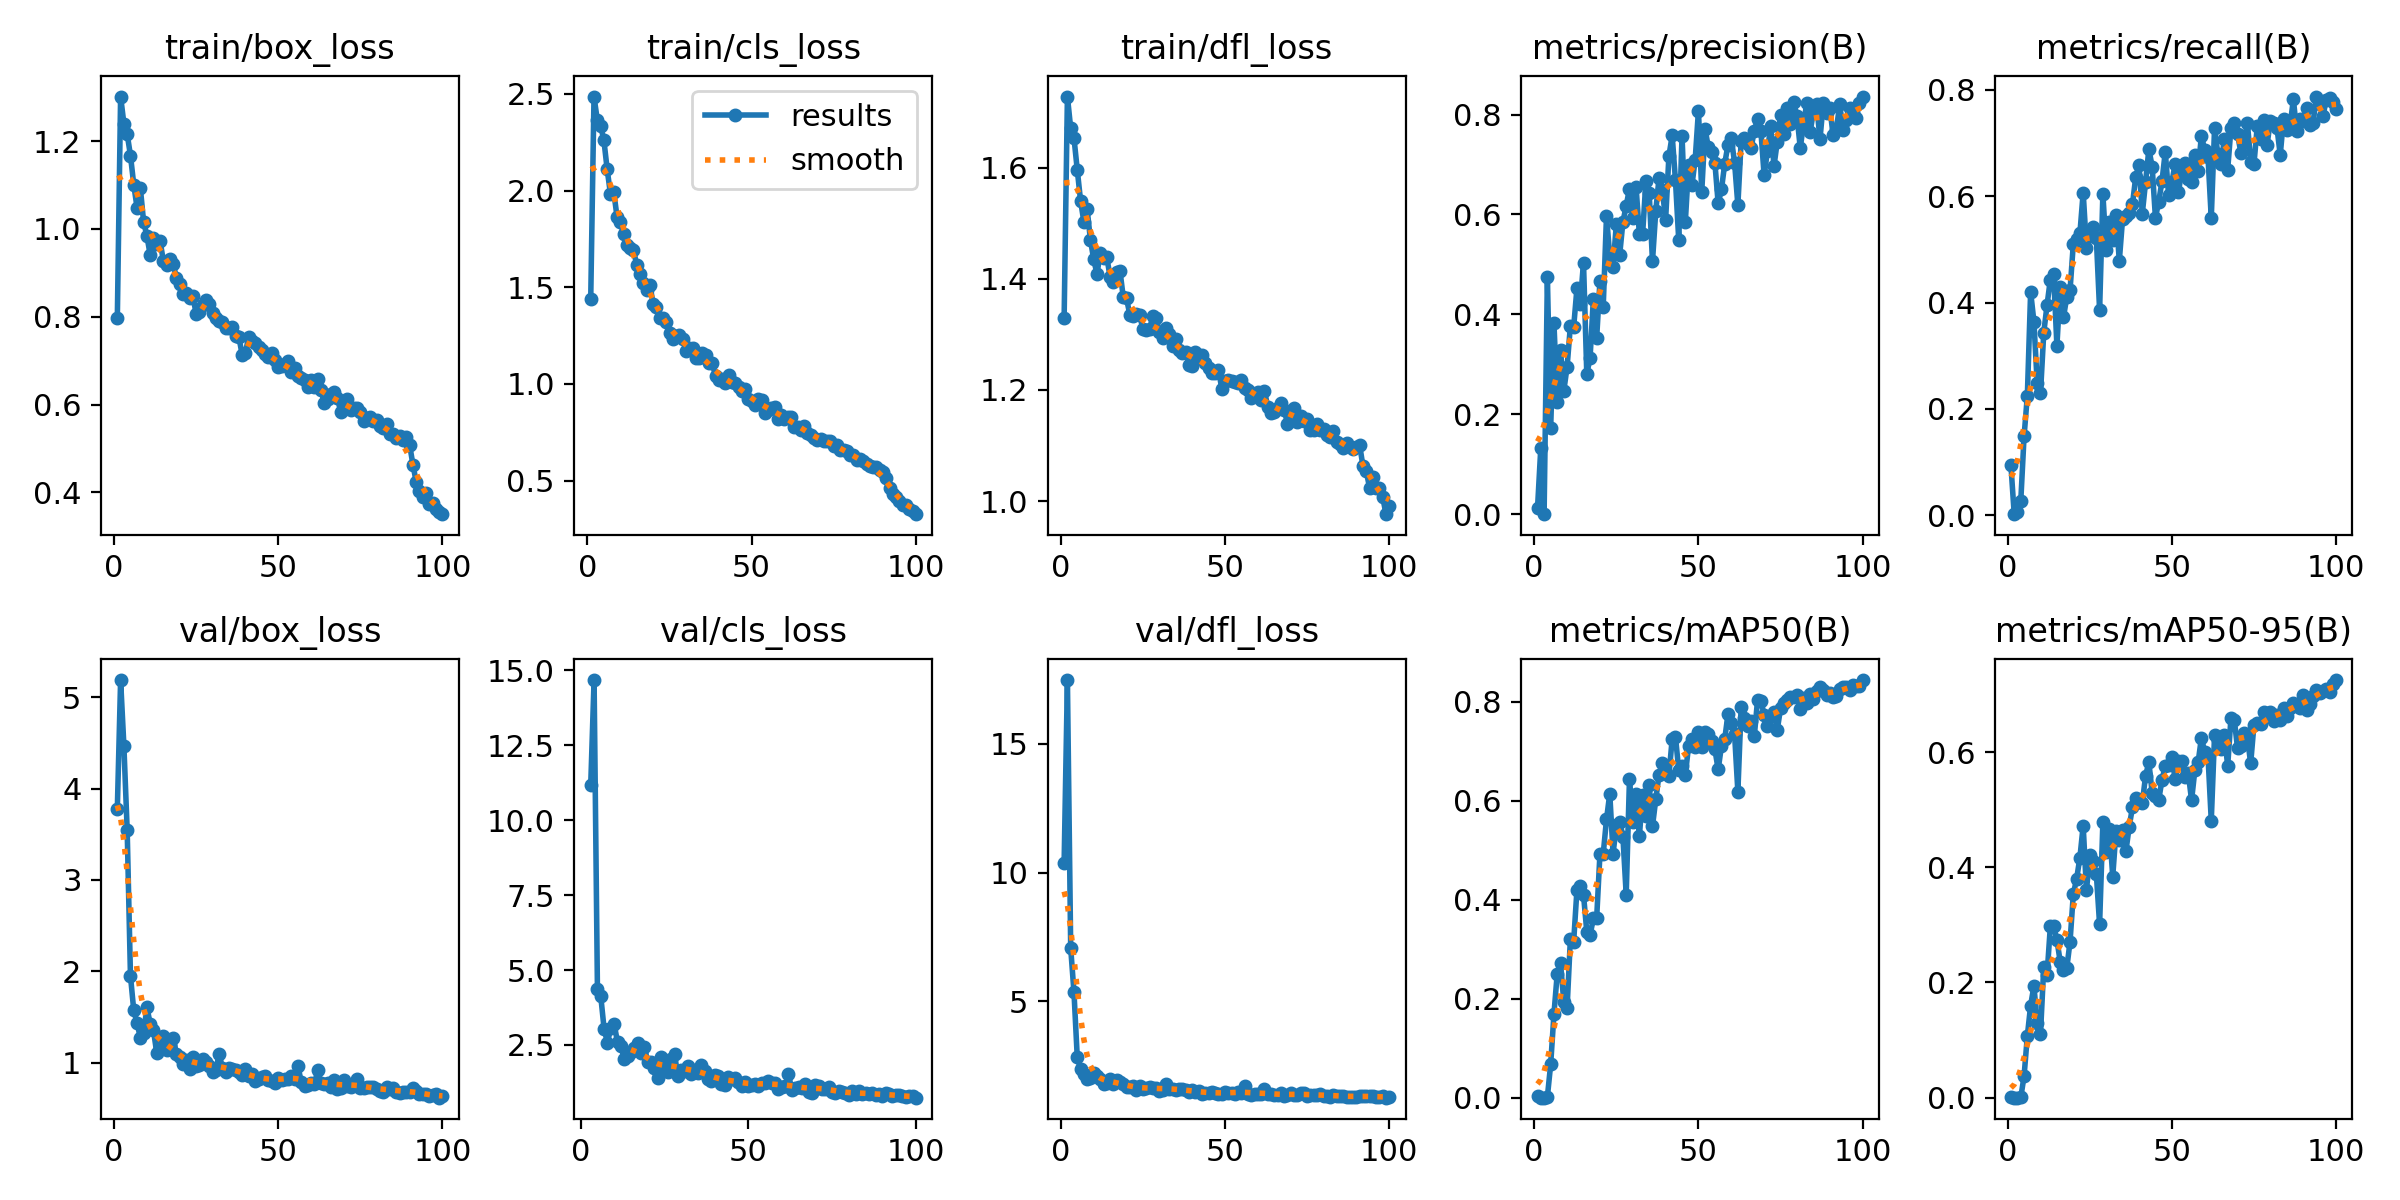 train/box_loss
train/cls_loss
train/dfl_loss
metrics/precision(B)
metrics/recall(B)
1.2
1.0
0.8
0.6
0.4
0 50 100
2.5
2.0
1.5
1.0
0.5
0 50 100
results
smooth
1.6
1.4
1.2
1.0
0 50 100
0.8
0.6
0.4
0.2
0.0
0 50 100
0.8
0.6
0.4
0.2
0.0
0 50 100
val/box_loss
val/cls_loss
val/dfl_loss
metrics/mAP50(B)
metrics/mAP50-95(B)
5
4
3
2
1
0 50 100
15.0
12.5
10.0
7.5
5.0
2.5
0 50 100
15
10
5
0 50 100
0.8
0.6
0.4
0.2
0.0
0 50 100
0.6
0.4
0.2
0.0
0 50 100